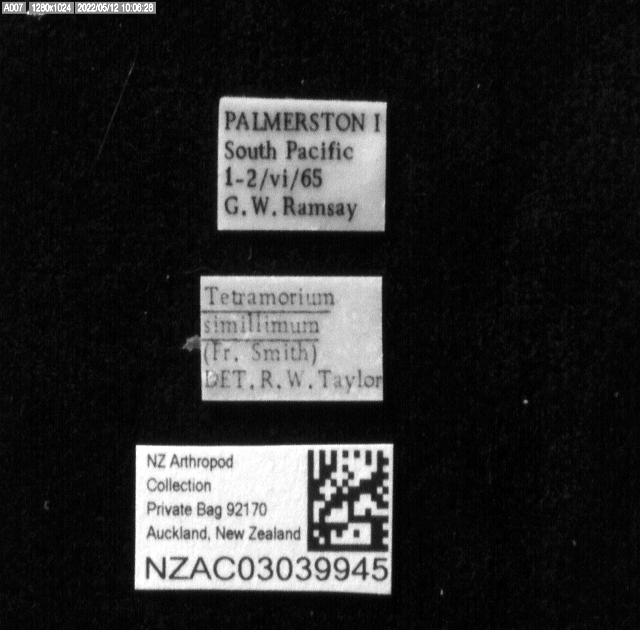 A007 1280x1024 2022/05/12 10:06:28
PALMERSTON I
South Pacific
1-2/vi/65
G.W. Ramsay
Tetramorium
simillimum
(Fr. Smith)
DET. R.W. Taylor
NZ Arthropod
Collection
Private Bag 92170
Auckland, New Zealand
NZAC03039945